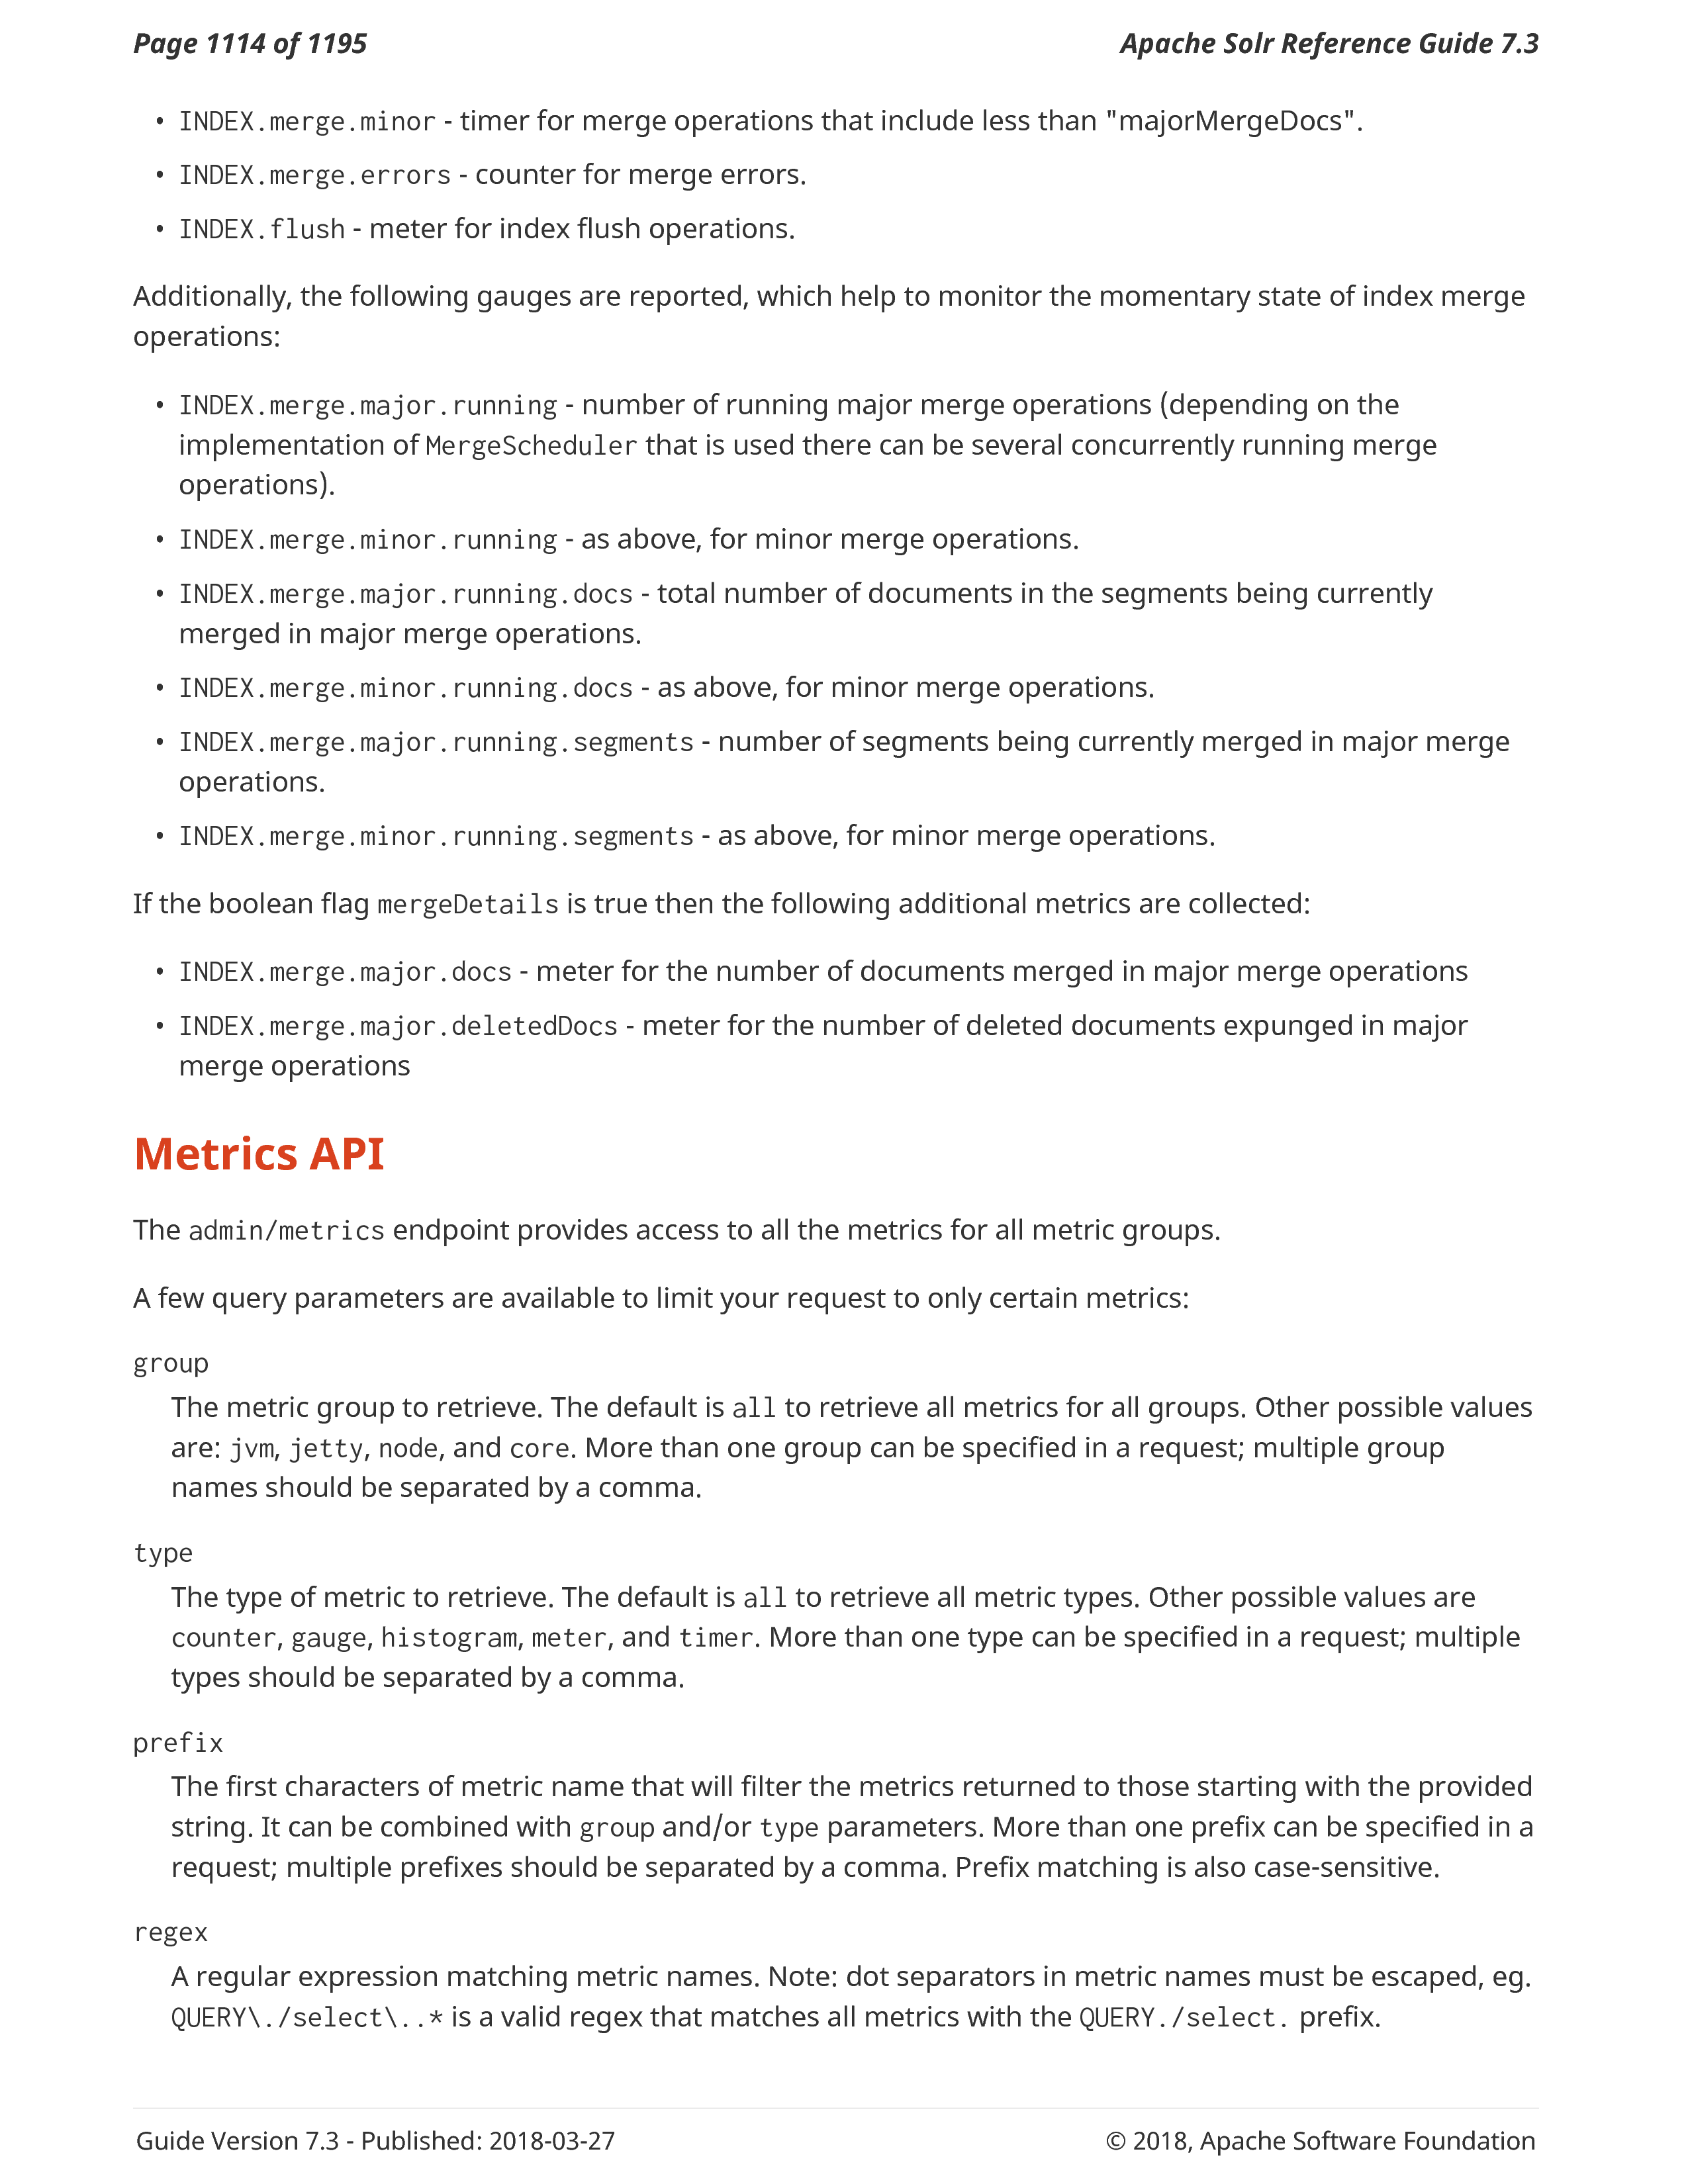 Page 1114 of 1195
Apache Solr Reference Guide 7.3
• INDEX.merge.minor - timer for merge operations that include less than "majorMergeDocs".
• INDEX.merge.errors - counter for merge errors.
• INDEX.flush - meter for index flush operations.
Additionally, the following gauges are reported, which help to monitor the momentary state of index merge
operations:
• INDEX.merge.major.running - number of running major merge operations (depending on the
implementation of MergeScheduler that is used there can be several concurrently running merge
operations).
• INDEX.merge.minor.running - as above, for minor merge operations.
• INDEX.merge.major.running.docs - total number of documents in the segments being currently
merged in major merge operations.
• INDEX.merge.minor.running.docs - as above, for minor merge operations.
• INDEX.merge.major.running.segments - number of segments being currently merged in major merge
operations.
• INDEX.merge.minor.running.segments - as above, for minor merge operations.
If the boolean flag mergeDetails is true then the following additional metrics are collected:
• INDEX.merge.major.docs - meter for the number of documents merged in major merge operations
• INDEX.merge.major.deletedDocs - meter for the number of deleted documents expunged in major
merge operations
Metrics API
The admin/metrics endpoint provides access to all the metrics for all metric groups.
A few query parameters are available to limit your request to only certain metrics:
group
The metric group to retrieve. The default is all to retrieve all metrics for all groups. Other possible values
are: jvm, jetty, node, and core. More than one group can be specified in a request; multiple group
names should be separated by a comma.
type
The type of metric to retrieve. The default is all to retrieve all metric types. Other possible values are
counter, gauge, histogram, meter, and timer. More than one type can be specified in a request; multiple
types should be separated by a comma.
prefix
The first characters of metric name that will filter the metrics returned to those starting with the provided
string. It can be combined with group and/or type parameters. More than one prefix can be specified in a
request; multiple prefixes should be separated by a comma. Prefix matching is also case-sensitive.
regex
A regular expression matching metric names. Note: dot separators in metric names must be escaped, eg.
QUERY\./select\..* is a valid regex that matches all metrics with the QUERY./select. prefix.
Guide Version 7.3 - Published: 2018-03-27
© 2018, Apache Software Foundation